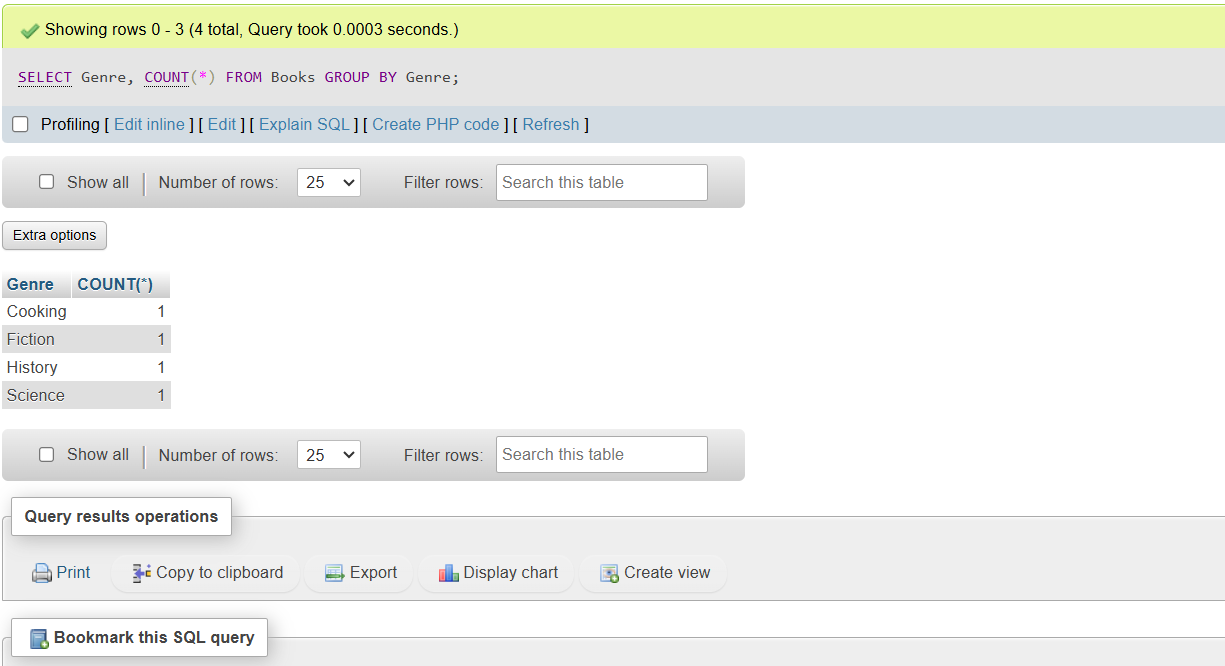 Showing rows 0 - 3 (4 total, Query took 0.0003 seconds.)
SELECT Genre, COUNT(*) FROM Books GROUP BY Genre;
Profiling [ Edit inline ] [ Edit ] [ Explain SQL ] [ Create PHP code ] [ Refresh ]
Show all Number of rows: 25 Filter rows: Search this table
Extra options
Genre COUNT(*)
Cooking 1
Fiction 1
History 1
Science 1
Show all Number of rows: 25 Filter rows: Search this table
Query results operations
Print Copy to clipboard Export Display chart Create view
Bookmark this SQL query